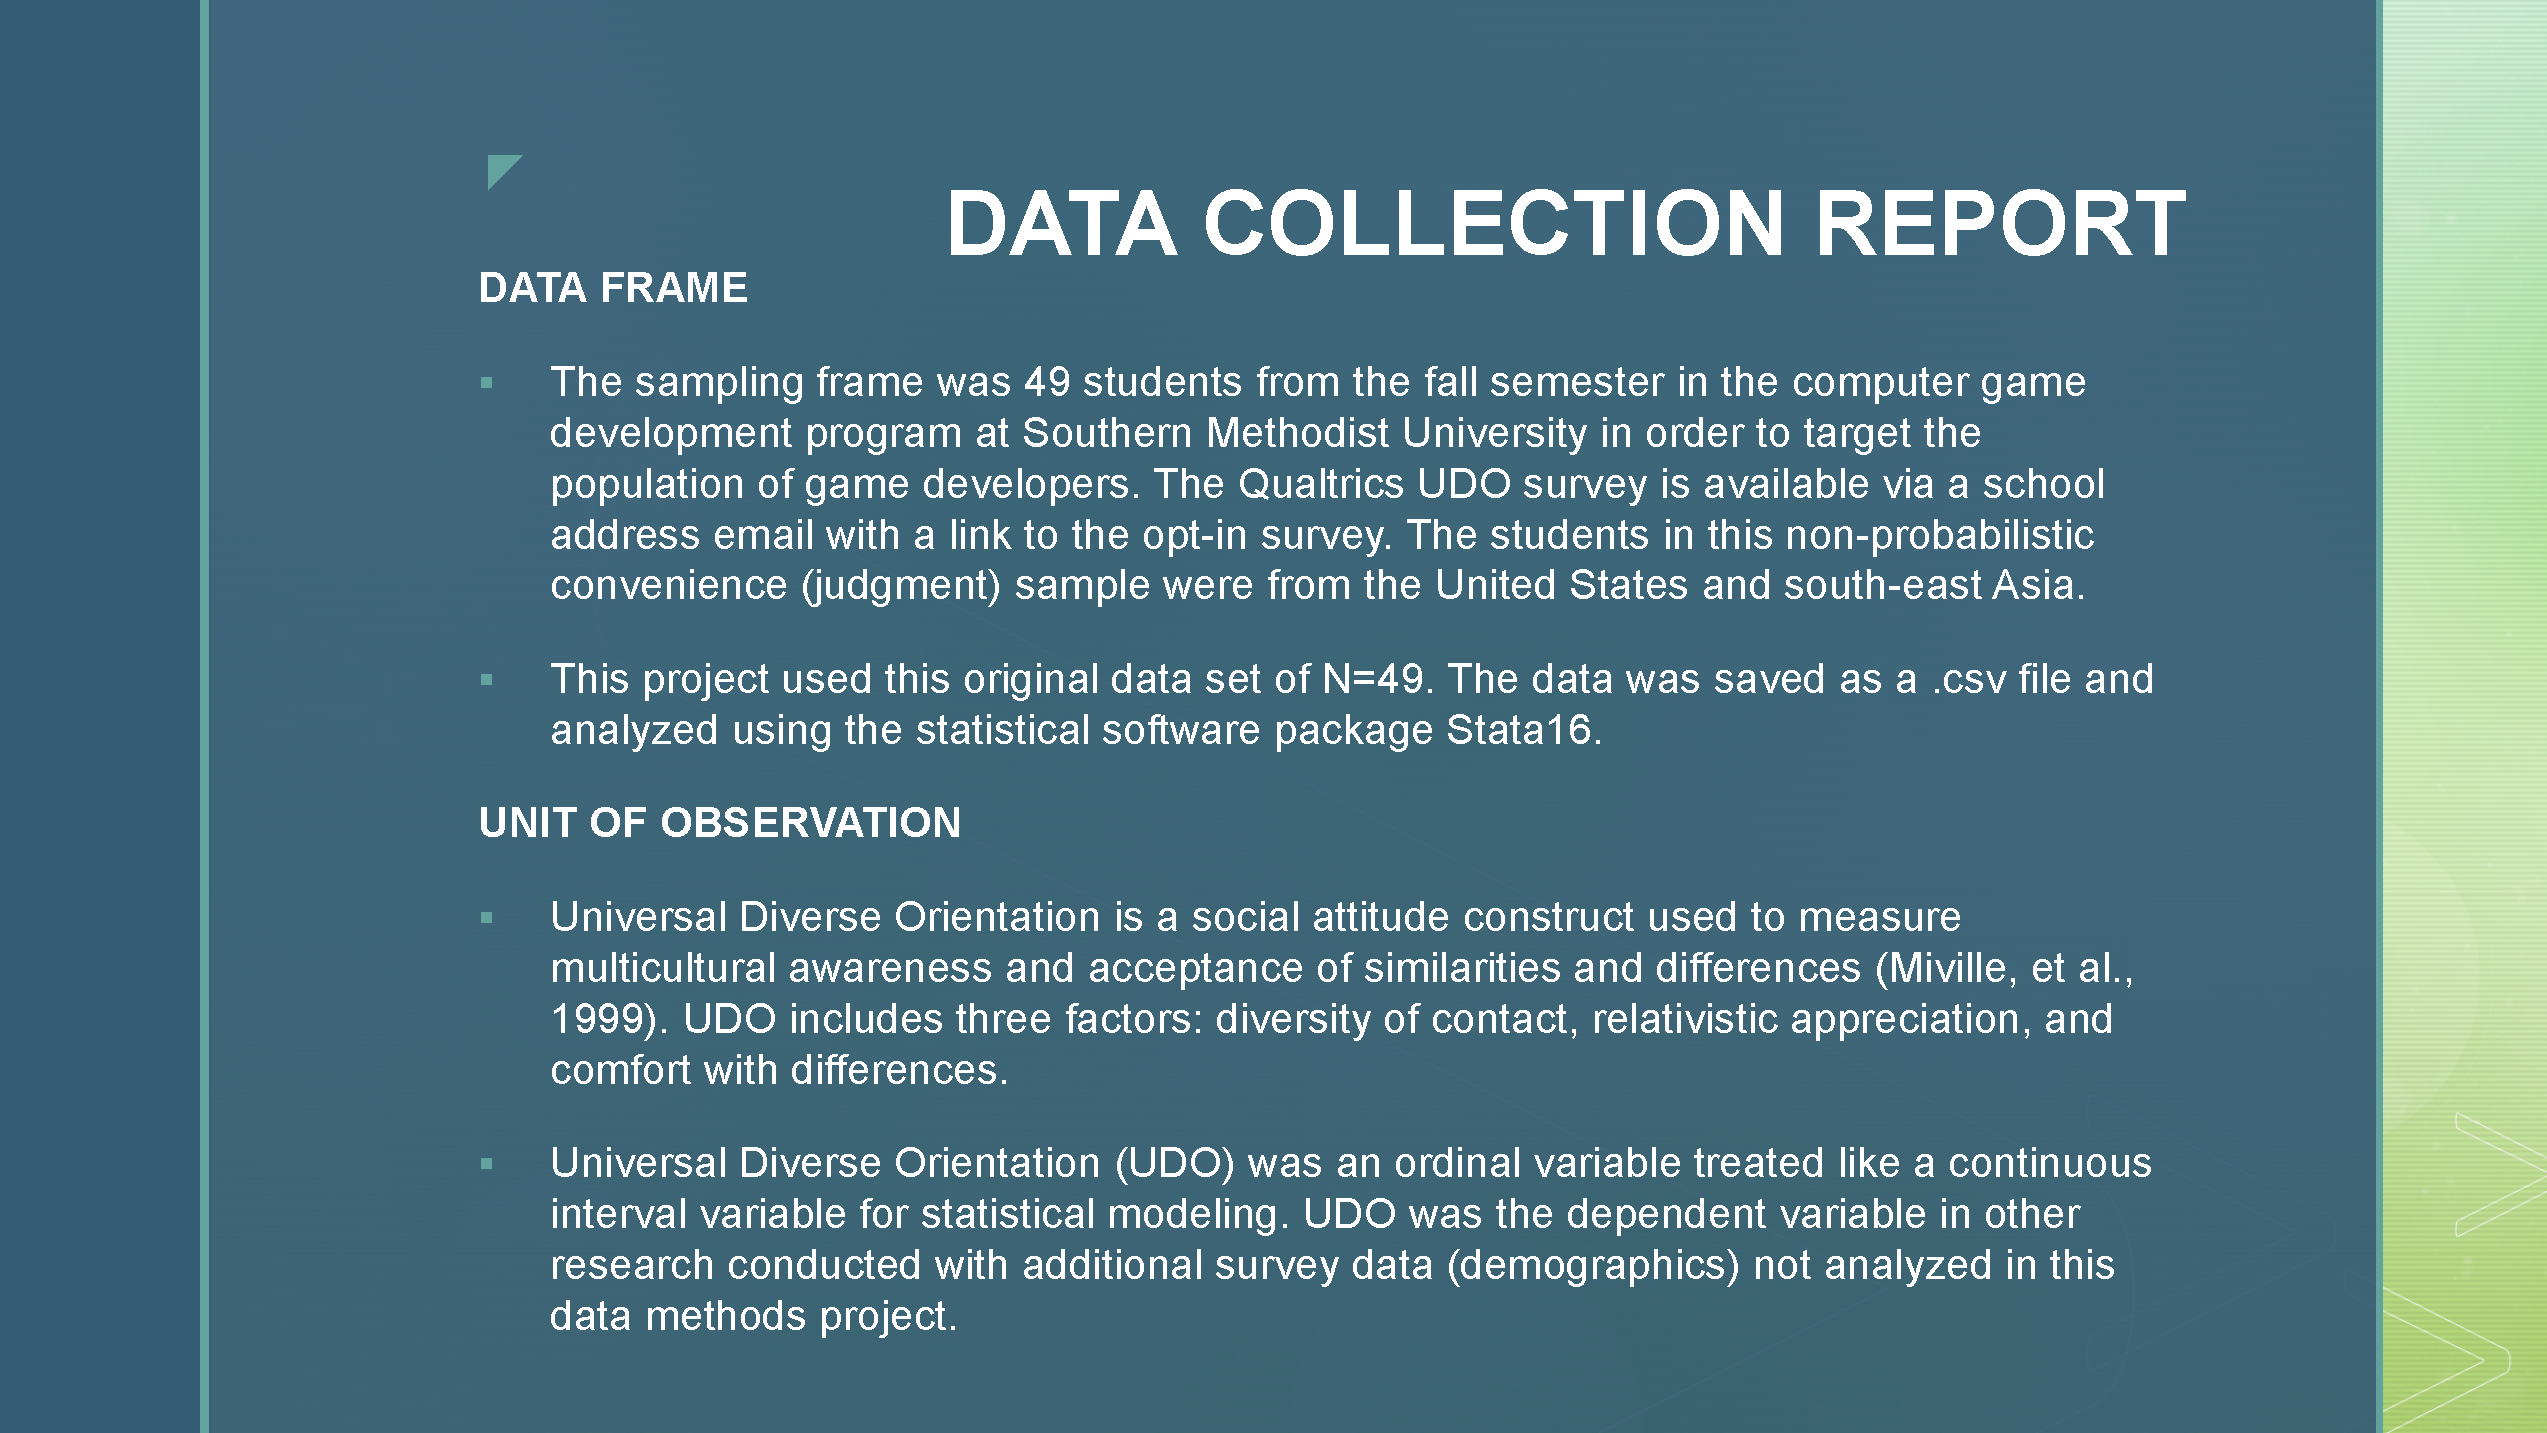 DATA COLLECTION REPORT
DATA FRAME
▪ The sampling frame was 49 students from the fall semester in the computer game
development program at Southern Methodist University in order to target the
population of game developers. The Qualtrics UDO survey is available via a school
address email with a link to the opt-in survey. The students in this non-probabilistic
convenience (judgment) sample were from the United States and south-east Asia.
▪ This project used this original data set of N=49. The data was saved as a .csv file and
analyzed using the statistical software package Stata16.
UNIT OF OBSERVATION
▪ Universal Diverse Orientation is a social attitude construct used to measure
multicultural awareness and acceptance of similarities and differences (Miville, et al.,
1999). UDO includes three factors: diversity of contact, relativistic appreciation, and
comfort with differences.
▪ Universal Diverse Orientation (UDO) was an ordinal variable treated like a continuous
interval variable for statistical modeling. UDO was the dependent variable in other
research conducted with additional survey data (demographics) not analyzed in this
data methods project.